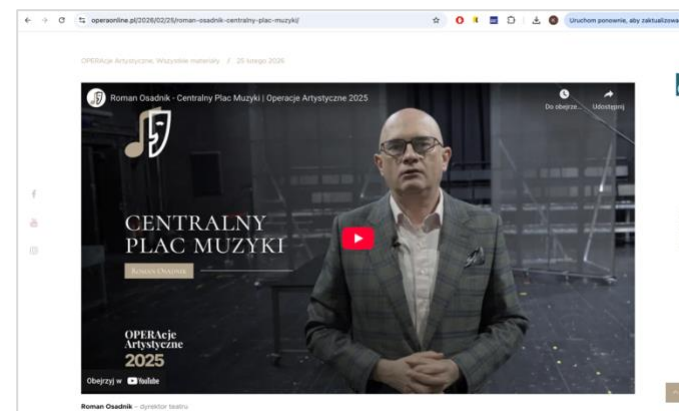 operaonline.pl/2026/02/25/roman-osadnik-centralny-plac-muzyki/
Uruchom ponownie, aby zaktualizowa
OPERAcje Artystyczne, Wszystkie materiały / 25 lutego 2026
Roman Osadnik - Centralny Plac Muzyki | Operacje Artystyczne 2025
Do obejrze... Udostępnij
CENTRALNY
PLAC MUZYKI
Roman Osadnik
OPERAcje
Artystyczne
2025
Obejrzyj w YouTube
Roman Osadnik – dyrektor teatru